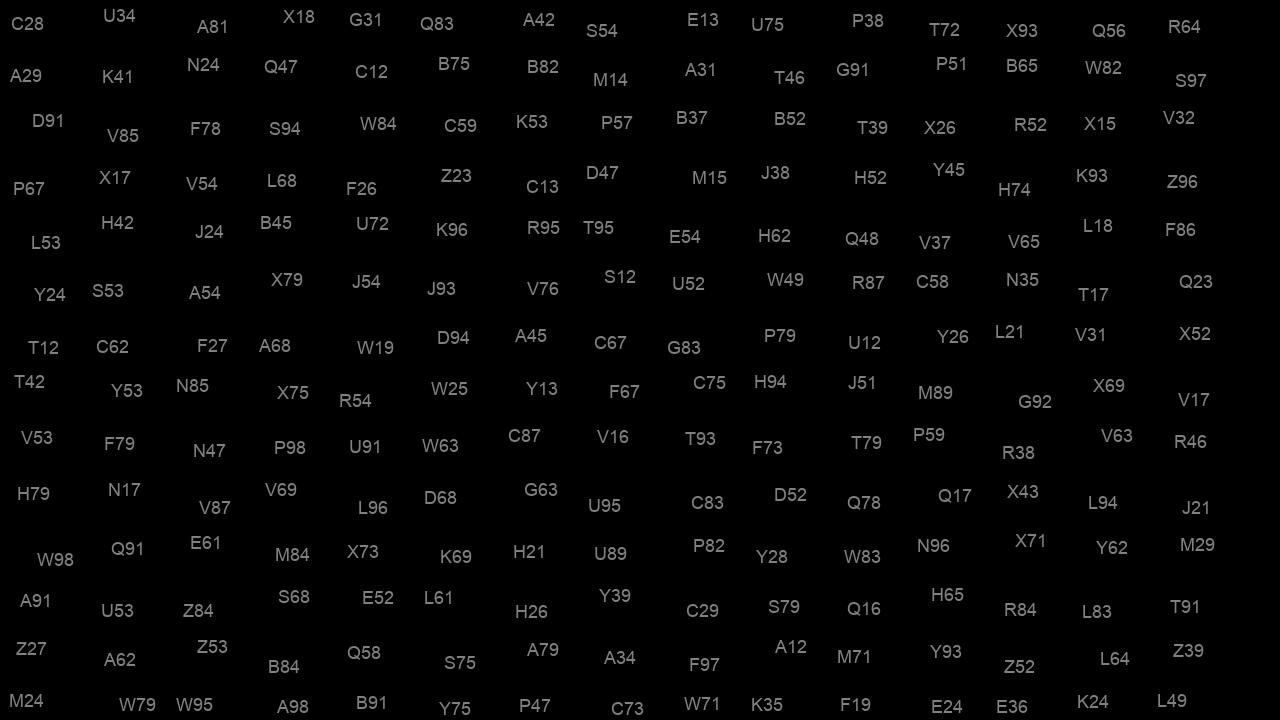 C28 U34 A81 X18 G31 Q83 A42 S54 E13 U75 P38 T72 X93 Q56 R64
A29 K41 N24 Q47 C12 B75 B82 M14 A31 T46 G91 P51 B65 W82 S97
D91 V85 F78 S94 W84 C59 K53 P57 B37 B52 T39 X26 R52 X15 V32
P67 X17 V54 L68 F26 Z23 C13 D47 M15 J38 H52 Y45 H74 K93 Z96
L53 H42 J24 B45 U72 K96 R95 T95 E54 H62 Q48 V37 V65 L18 F86
Y24 S53 A54 X79 J54 J93 V76 S12 U52 W49 R87 C58 N35 T17 Q23
T12 C62 F27 A68 W19 D94 A45 C67 G83 P79 U12 Y26 L21 V31 X52
T42 Y53 N85 X75 R54 W25 Y13 F67 C75 H94 J51 M89 G92 X69 V17
V53 F79 N47 P98 U91 W63 C87 V16 T93 F73 T79 P59 R38 V63 R46
H79 N17 V87 V69 L96 D68 G63 U95 C83 D52 Q78 Q17 X43 L94 J21
W98 Q91 E61 M84 X73 K69 H21 U89 P82 Y28 W83 N96 X71 Y62 M29
A91 U53 Z84 S68 E52 L61 H26 Y39 C29 S79 Q16 H65 R84 L83 T91
Z27 A62 Z53 B84 Q58 S75 A79 A34 F97 A12 M71 Y93 Z52 L64 Z39
M24 W79 W95 A98 B91 Y75 P47 C73 W71 K35 F19 E24 E36 K24 L49